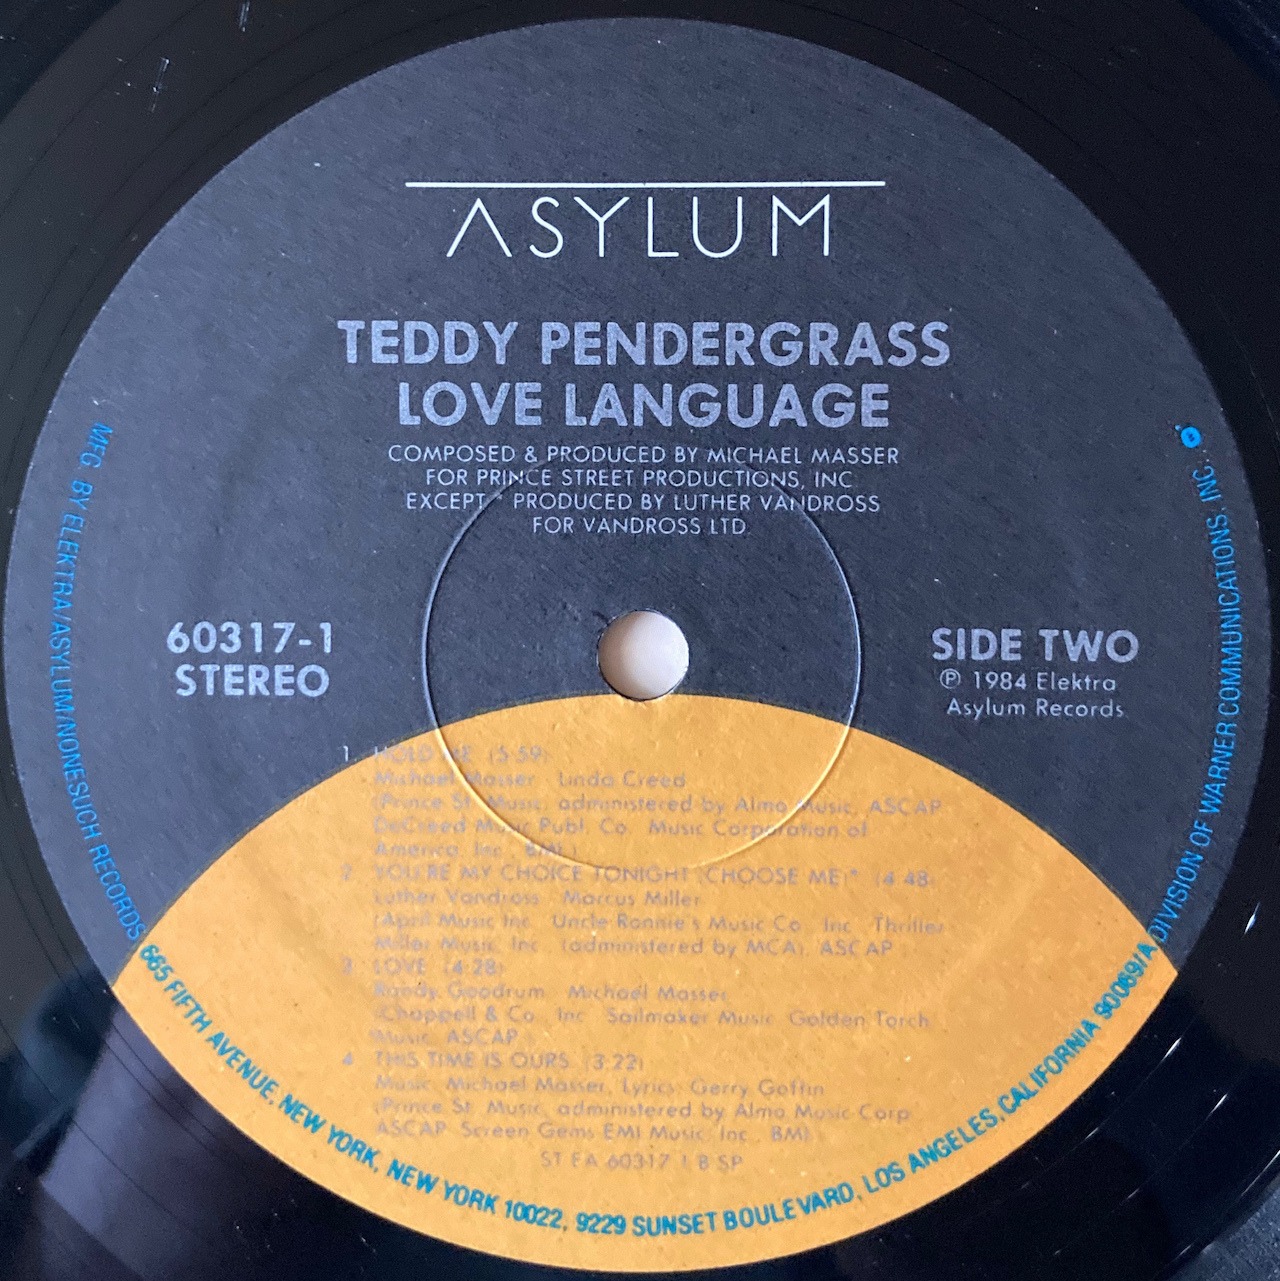 ASYLUM
TEDDY PENDERGRASS
LOVE LANGUAGE
COMPOSED & PRODUCED BY MICHAEL MASSER
FOR PRINCE STREET PRODUCTIONS, INC
EXCEPT * PRODUCED BY LUTHER VANDROSS
FOR VANDROSS LTD.
60317-1
STEREO
SIDE TWO
℗ 1984 Elektra
Asylum Records
1 HOLD ME (5:59)
Michael Masser Linda Creed
(Prince St. Music, administered by Almo Music, ASCAP
DeCreed Music Publ. Co. Music Corporation of
America, Inc. BMI)
2 YOU'RE MY CHOICE TONIGHT (CHOOSE ME)* (4:48)
Luther Vandross Marcus Miller
(April Music Inc. Uncle Ronnie's Music Co. Inc. Thriller
Miller Music, Inc. (administered by MCA), ASCAP
3 LOVE (4:28)
Randy Goodrum Michael Masser
(Chappell & Co., Inc. Sailmaker Music Golden Torch
Music, ASCAP)
4 THIS TIME IS OURS (3:22)
Music: Michael Masser, Lyrics: Gerry Goffin
(Prince St. Music, administered by Almo Music Corp
ASCAP Screen Gems-EMI Music, Inc., BMI)
ST EA 60317 1 B SP
MFG. BY ELEKTRA/ASYLUM/NONESUCH RECORDS, 665 FIFTH AVENUE, NEW YORK, NEW YORK 10022, 9229 SUNSET BOULEVARD, LOS ANGELES, CALIFORNIA 90069/A DIVISION OF WARNER COMMUNICATIONS, INC.